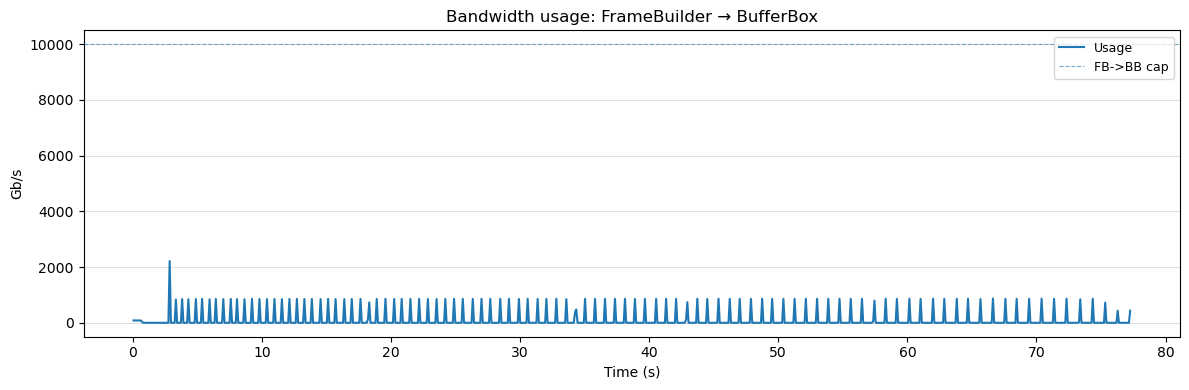 Bandwidth usage: FrameBuilder → BufferBox
10000
8000
6000
4000
2000
0
Gb/s
Usage
FB->BB cap
0 10 20 30 40 50 60 70 80
Time (s)